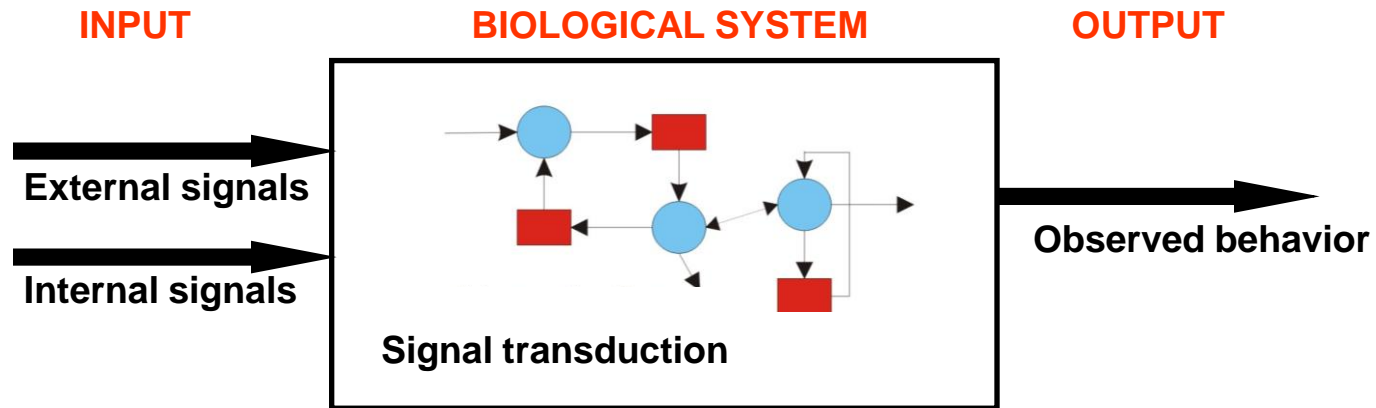 INPUT
BIOLOGICAL SYSTEM
OUTPUT
External signals
Internal signals
Signal transduction
Observed behavior